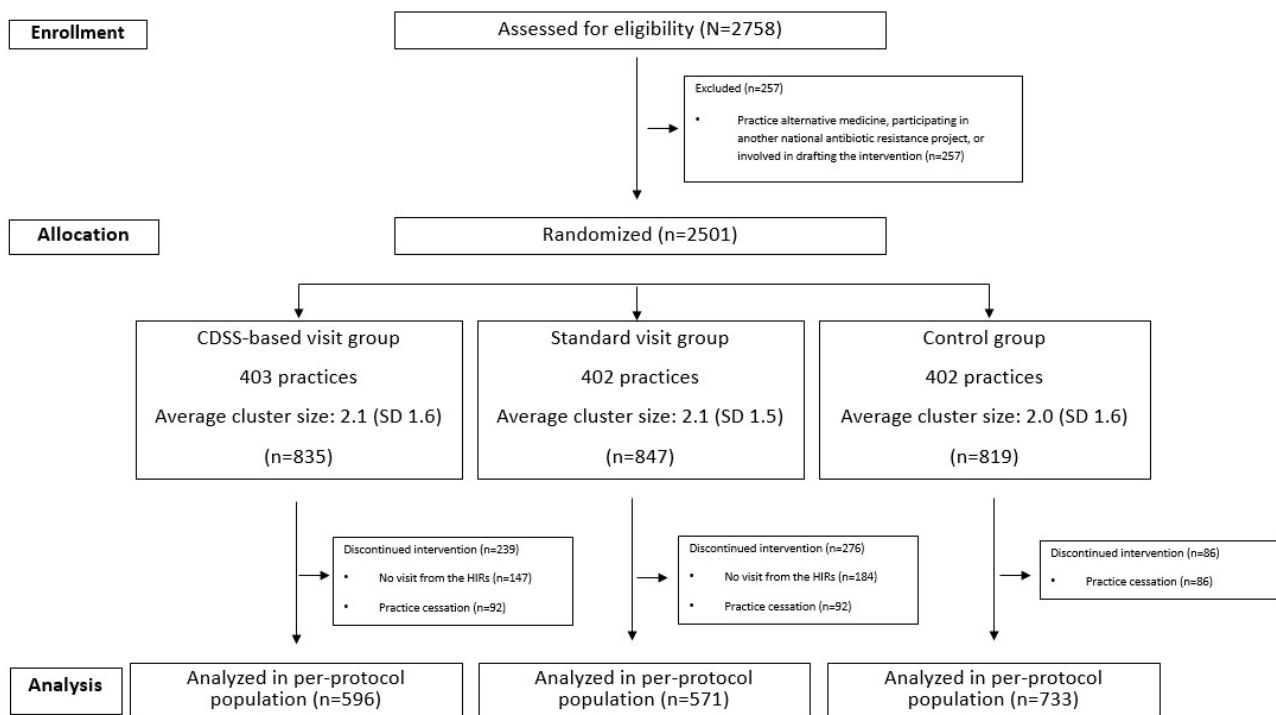 Enrollment
Assessed for eligibility (N=2758)
Excluded (n=257)
• Practice alternative medicine, participating in
another national antibiotic resistance project, or
involved in drafting the intervention (n=257)
Allocation
Randomized (n=2501)
CDSS-based visit group
403 practices
Average cluster size: 2.1 (SD 1.6)
(n=835)
Standard visit group
402 practices
Average cluster size: 2.1 (SD 1.5)
(n=847)
Control group
402 practices
Average cluster size: 2.0 (SD 1.6)
(n=819)
Discontinued intervention (n=239)
• No visit from the HIRs (n=147)
• Practice cessation (n=92)
Discontinued intervention (n=276)
• No visit from the HIRs (n=184)
• Practice cessation (n=92)
Discontinued intervention (n=86)
• Practice cessation (n=86)
Analysis
Analyzed in per-protocol
population (n=596)
Analyzed in per-protocol
population (n=571)
Analyzed in per-protocol
population (n=733)